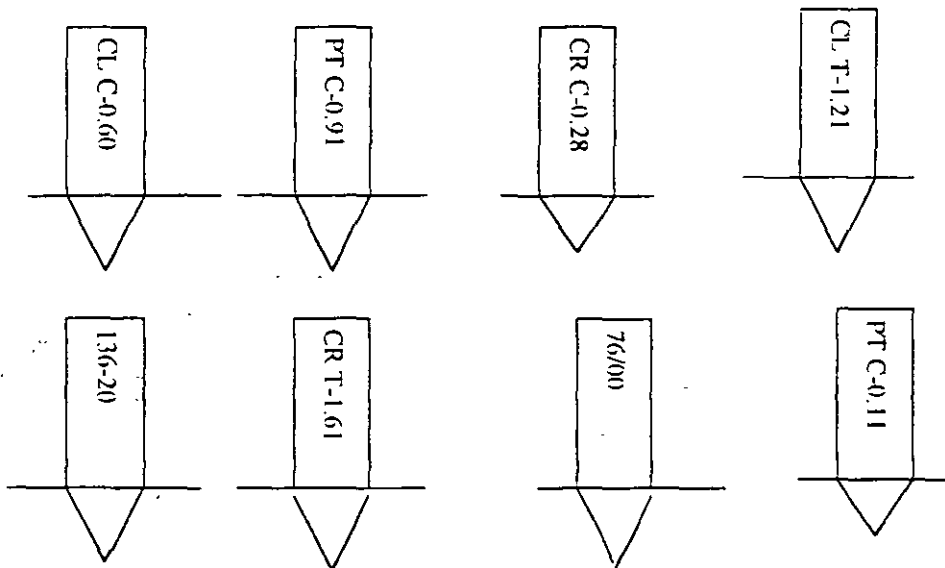 CL C-0.60
PT C-0.91
CR C-0.28
CL T-1.21
136-20
CR T-1.61
76/00
PT C-0.11